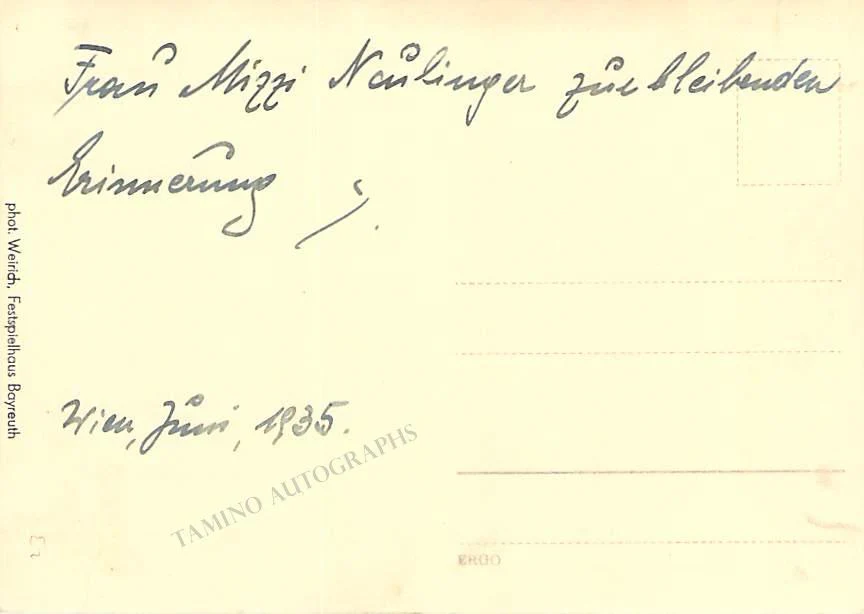 Frau Mizzi Naulinger zur bleibenden
Erinnerung
Wien, Juni, 1935.
phot. Weirich, Festspielhaus Bayreuth
TAMINO AUTOGRAPHS
ERGO